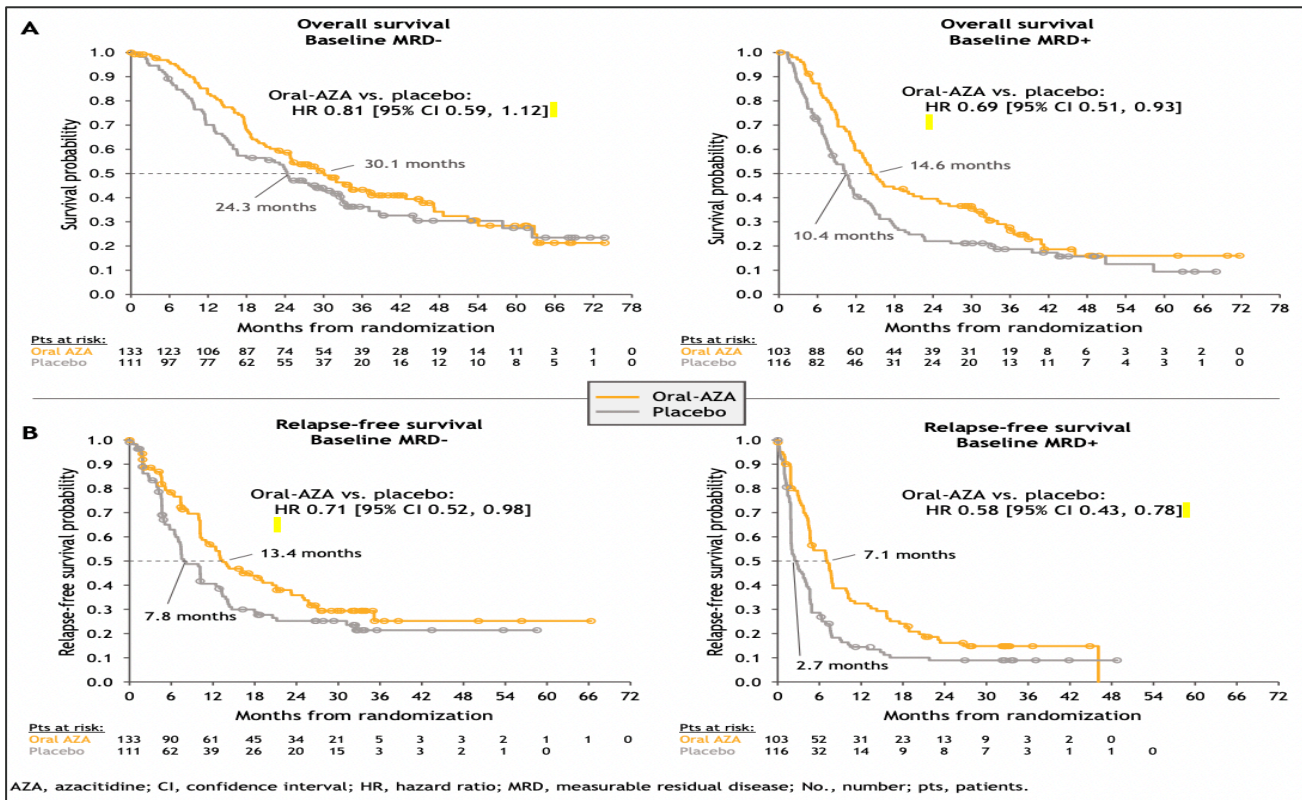 A
Overall survival
Baseline MRD-
Survival probability
1.0
0.9
0.8
0.7
0.6
0.5
0.4
0.3
0.2
0.1
0.0
Oral-AZA vs. placebo:
HR 0.81 [95% CI 0.59, 1.12]
30.1 months
24.3 months
0 6 12 18 24 30 36 42 48 54 60 66 72 78
Months from randomization
Pts at risk:
Oral AZA 133 123 106 87 74 54 39 28 19 14 11 3 1 0
Placebo 111 97 77 62 55 37 20 16 12 10 8 5 1 0
Overall survival
Baseline MRD+
Survival probability
1.0
0.9
0.8
0.7
0.6
0.5
0.4
0.3
0.2
0.1
0.0
Oral-AZA vs. placebo:
HR 0.69 [95% CI 0.51, 0.93]
14.6 months
10.4 months
0 6 12 18 24 30 36 42 48 54 60 66 72 78
Months from randomization
Pts at risk:
Oral AZA 103 88 60 44 39 31 19 8 6 3 3 2 0
Placebo 116 82 46 31 24 20 13 11 7 4 3 1 0
Oral-AZA
Placebo
B
Relapse-free survival
Baseline MRD-
Relapse-free survival probability
1.0
0.9
0.8
0.7
0.6
0.5
0.4
0.3
0.2
0.1
0.0
Oral-AZA vs. placebo:
HR 0.71 [95% CI 0.52, 0.98]
13.4 months
7.8 months
0 6 12 18 24 30 36 42 48 54 60 66 72
Months from randomization
Pts at risk:
Oral AZA 133 90 61 45 34 21 5 3 3 2 1 1 0
Placebo 111 62 39 26 20 15 3 3 2 1 0
Relapse-free survival
Baseline MRD+
Relapse-free survival probability
1.0
0.9
0.8
0.7
0.6
0.5
0.4
0.3
0.2
0.1
0.0
Oral-AZA vs. placebo:
HR 0.58 [95% CI 0.43, 0.78]
7.1 months
2.7 months
0 6 12 18 24 30 36 42 48 54 60 66 72
Months from randomization
Pts at risk:
Oral AZA 103 52 31 23 13 9 3 2 0
Placebo 116 32 14 9 8 7 3 1 1 0
AZA, azacitidine; CI, confidence interval; HR, hazard ratio; MRD, measurable residual disease; No., number; pts, patients.